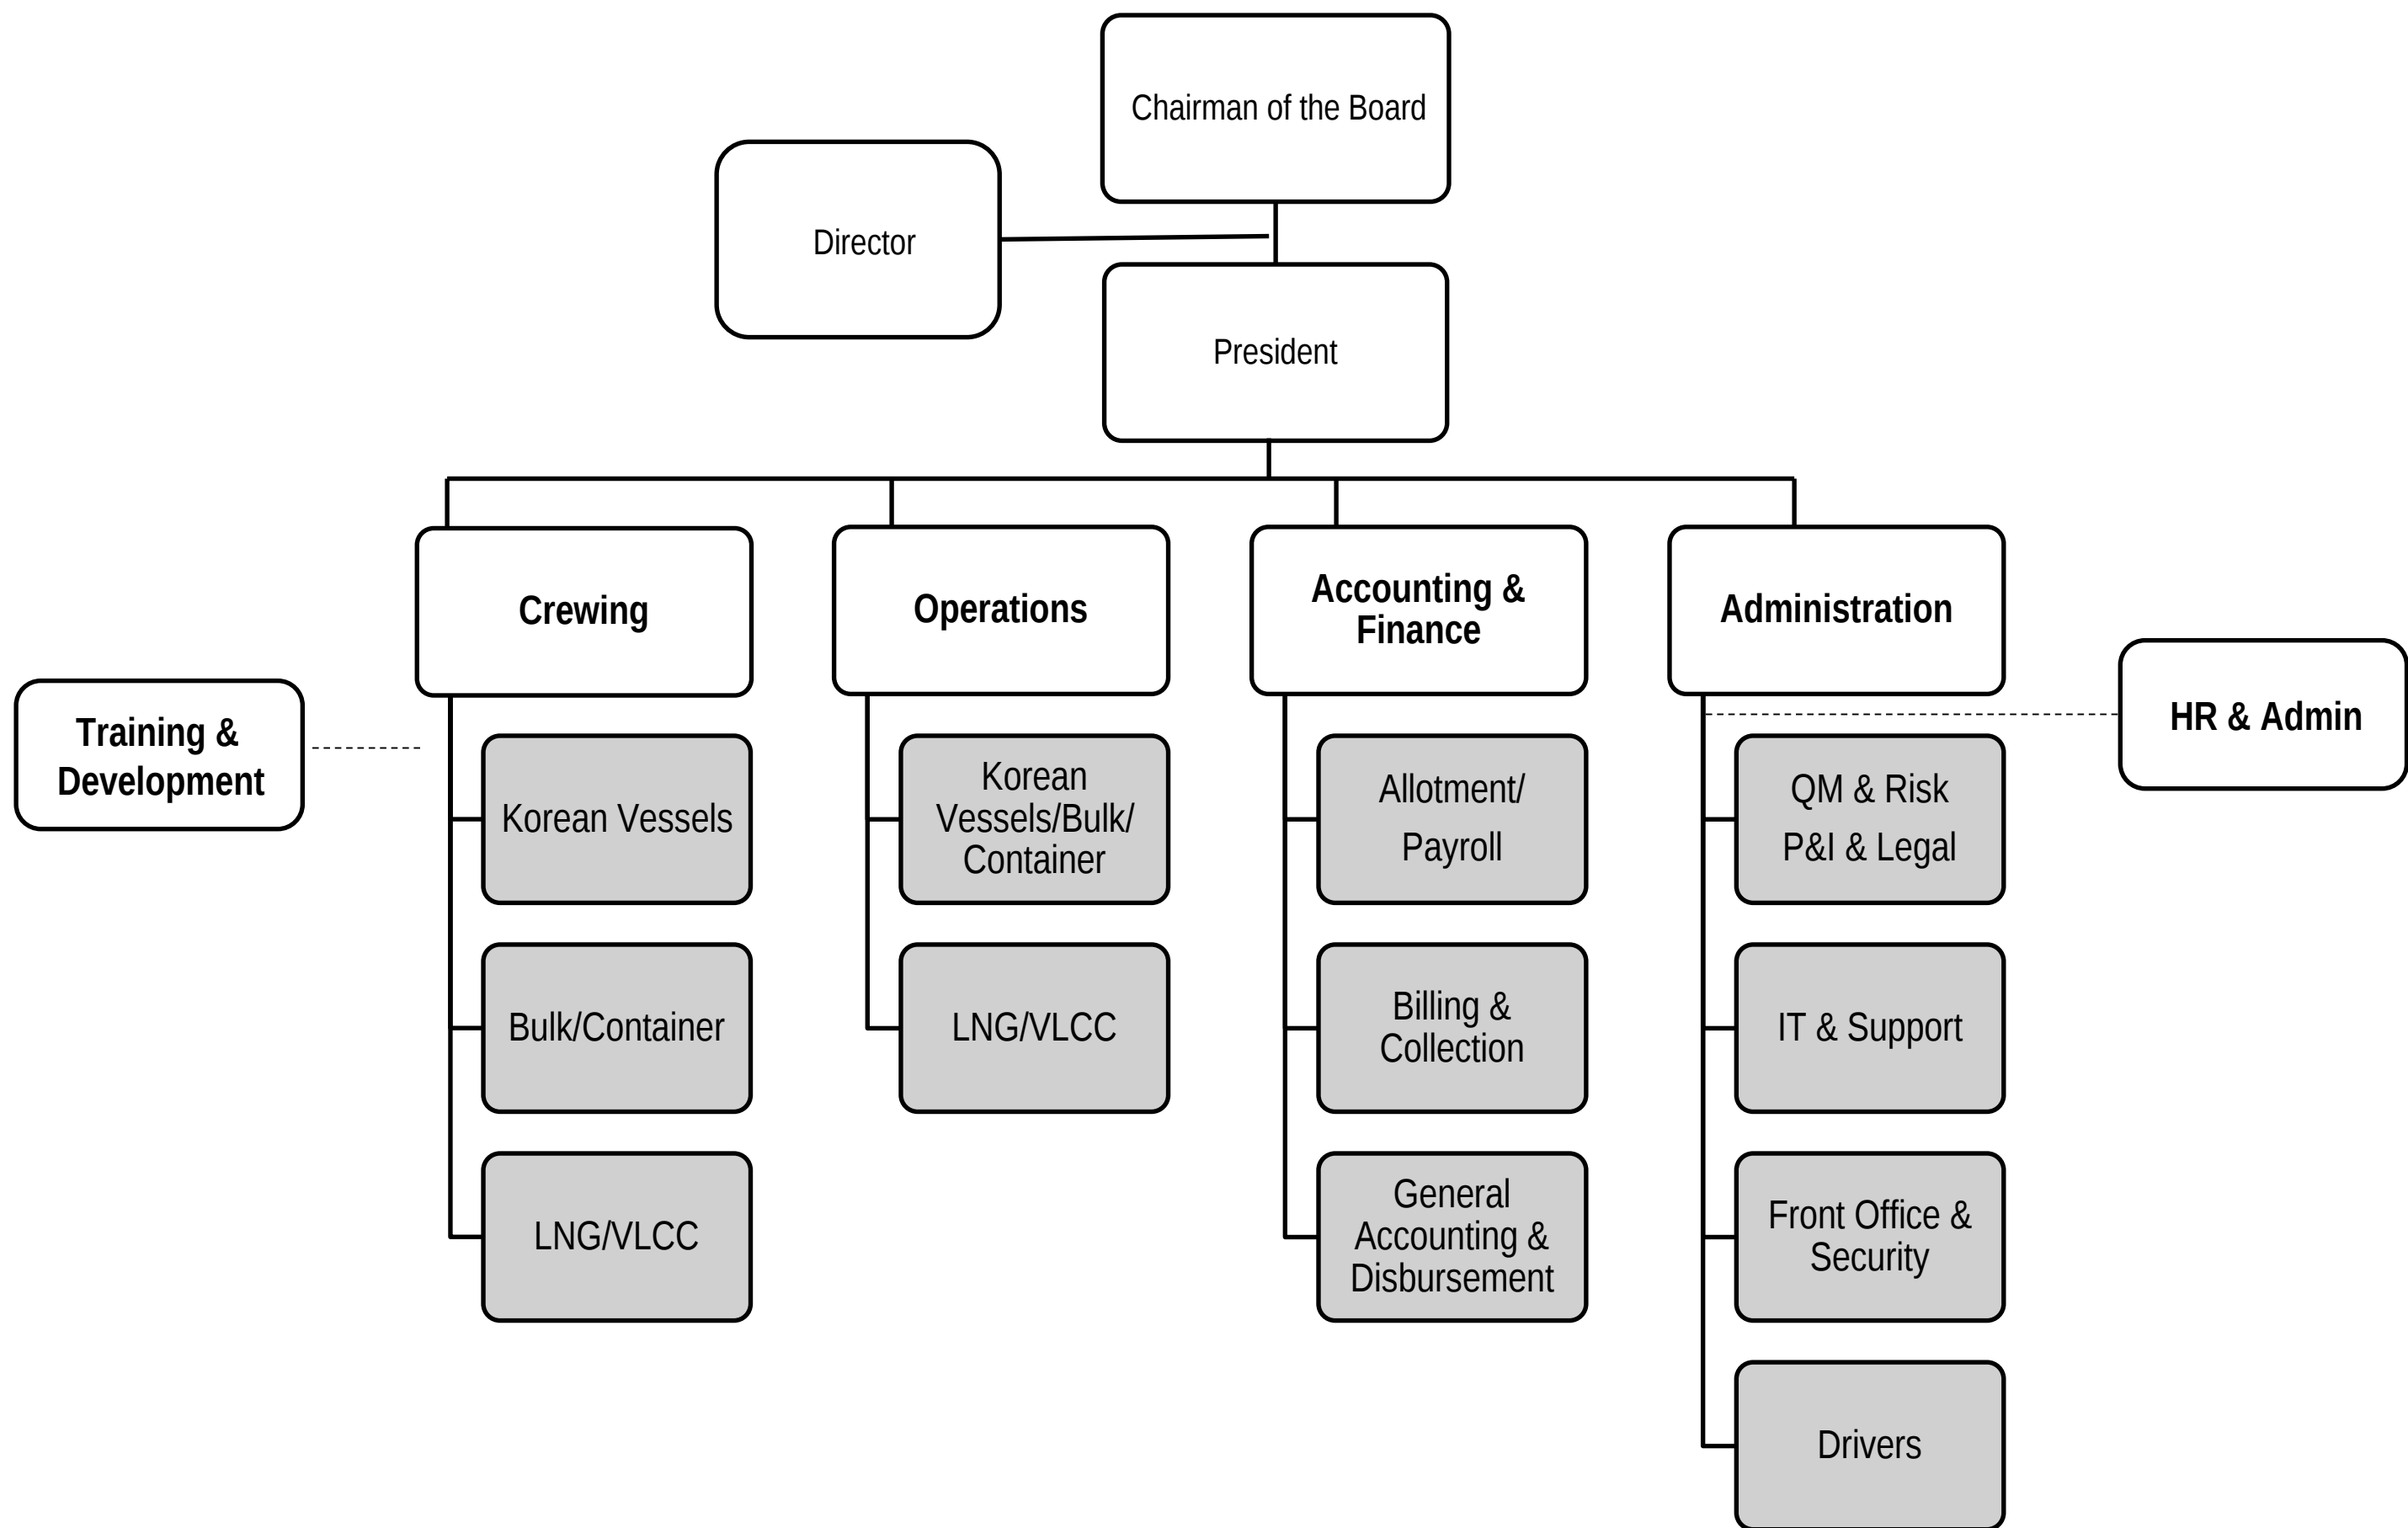 Chairman of the Board
Director
President
Crewing
Operations
Accounting &
Finance
Administration
Training &
Development
HR & Admin
Korean Vessels
Bulk/Container
LNG/VLCC
Korean
Vessels/Bulk/
Container
LNG/VLCC
Allotment/
Payroll
Billing &
Collection
General
Accounting &
Disbursement
QM & Risk
P&I & Legal
IT & Support
Front Office &
Security
Drivers